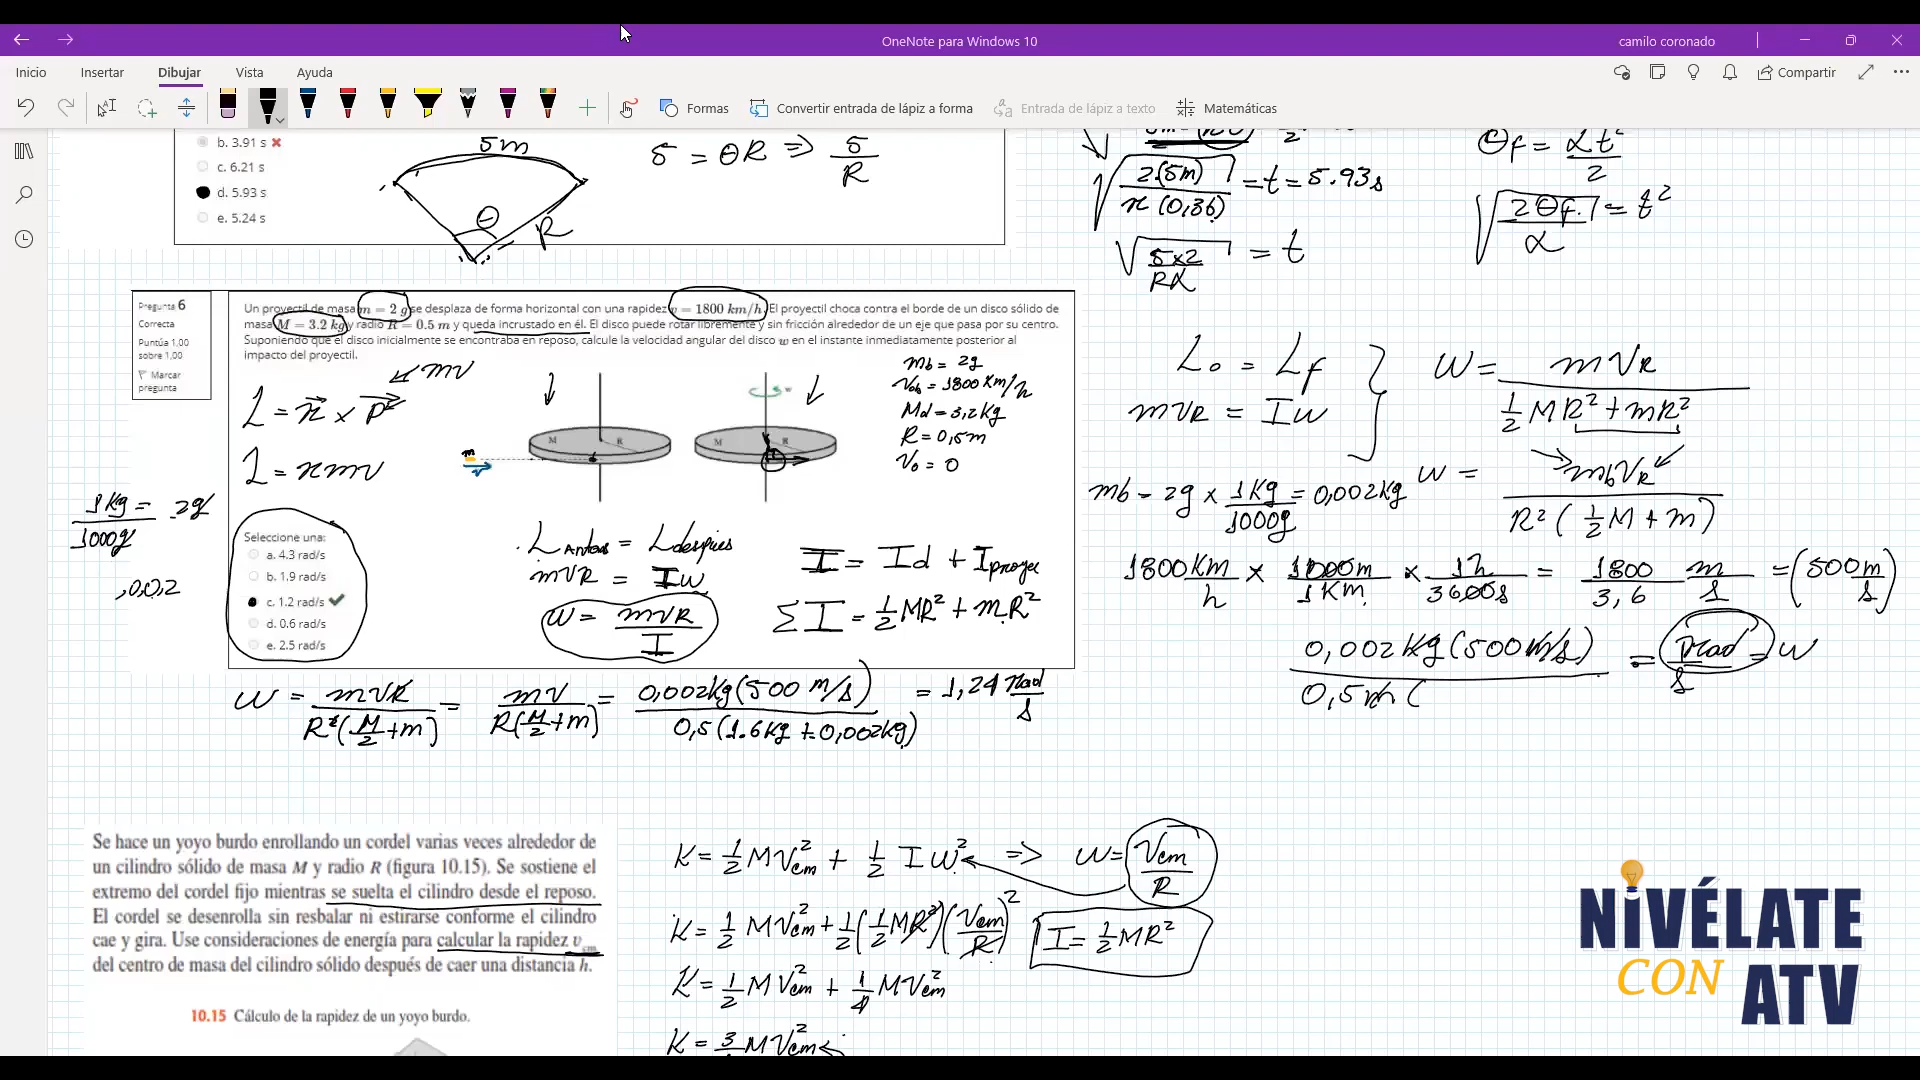 OneNote para Windows 10
camilo coronado
Inicio
Insertar
Dibujar
Vista
Ayuda
Compartir
Formas
Convertir entrada de lápiz a forma
Entrada de lápiz a texto
Matemáticas
b. 3.91 s
c. 6.21 s
d. 5.93 s
e. 5.24 s
5m
θ
R
S = θR ⇒ S/R
√(2(5m)/π(0,36)) = t = 5.93s
√(5x2/Rα) = t
θf = αt²/2
√(2θf/α) = t²
Pregunta 6
Correcta
Puntúa 1,00
sobre 1,00
Marcar
pregunta
Un proyectil de masa m = 2 g se desplaza de forma horizontal con una rapidez v = 1800 km/h. El proyectil choca contra el borde de un disco sólido de
masa M = 3.2 kg y radio R = 0.5 m y queda incrustado en él. El disco puede rotar libremente y sin fricción alrededor de un eje que pasa por su centro.
Suponiendo que el disco inicialmente se encontraba en reposo, calcule la velocidad angular del disco w en el instante inmediatamente posterior al
impacto del proyectil.
mv
L = r x p
L = rmv
m
v
M R
M R
mb = 2g
Vob = 1800 Km/h
Md = 3,2 Kg
R = 0,5m
Vo = 0
1Kg/1000g = 2g
,0,0,2
Seleccione una:
a. 4.3 rad/s
b. 1.9 rad/s
c. 1.2 rad/s
d. 0.6 rad/s
e. 2.5 rad/s
L Antes = L después
mVR = Iw
w = mVR/I
I = Id + Iproye
ΣI = 1/2 MR² + mR²
w = mVR/R²(M/2+m) = mV/R(M/2+m) = 0,002kg(500 m/s)/0,5(1.6kg + 0,002kg) = 1,24 rad/s
Lo = Lf
mVR = Iw
W = mVR/(1/2 MR² + mR²)
w = mbVR/R²(1/2 M + m)
mb - 2g x 1Kg/1000g = 0,002kg
1800Km/h x 1000m/1Km x 1h/3600s = 1800/3,6 m/s = (500m/s)
0,002 kg(500 m/s)/0,5m ( = rad/s = w
Se hace un yoyo burdo enrollando un cordel varias veces alrededor de
un cilindro sólido de masa M y radio R (figura 10.15). Se sostiene el
extremo del cordel fijo mientras se suelta el cilindro desde el reposo.
El cordel se desenrolla sin resbalar ni estirarse conforme el cilindro
cae y gira. Use consideraciones de energía para calcular la rapidez vcm
del centro de masa del cilindro sólido después de caer una distancia h.
10.15 Cálculo de la rapidez de un yoyo burdo.
K = 1/2 MVcm² + 1/2 Iw² ⇒ w = Vcm/R
K = 1/2 MVcm² + 1/2 (1/2 MR²)(Vcm/R)²
I = 1/2 MR²
K = 1/2 MVcm² + 1/4 MVcm²
NIVÉLATE
CON
ATV